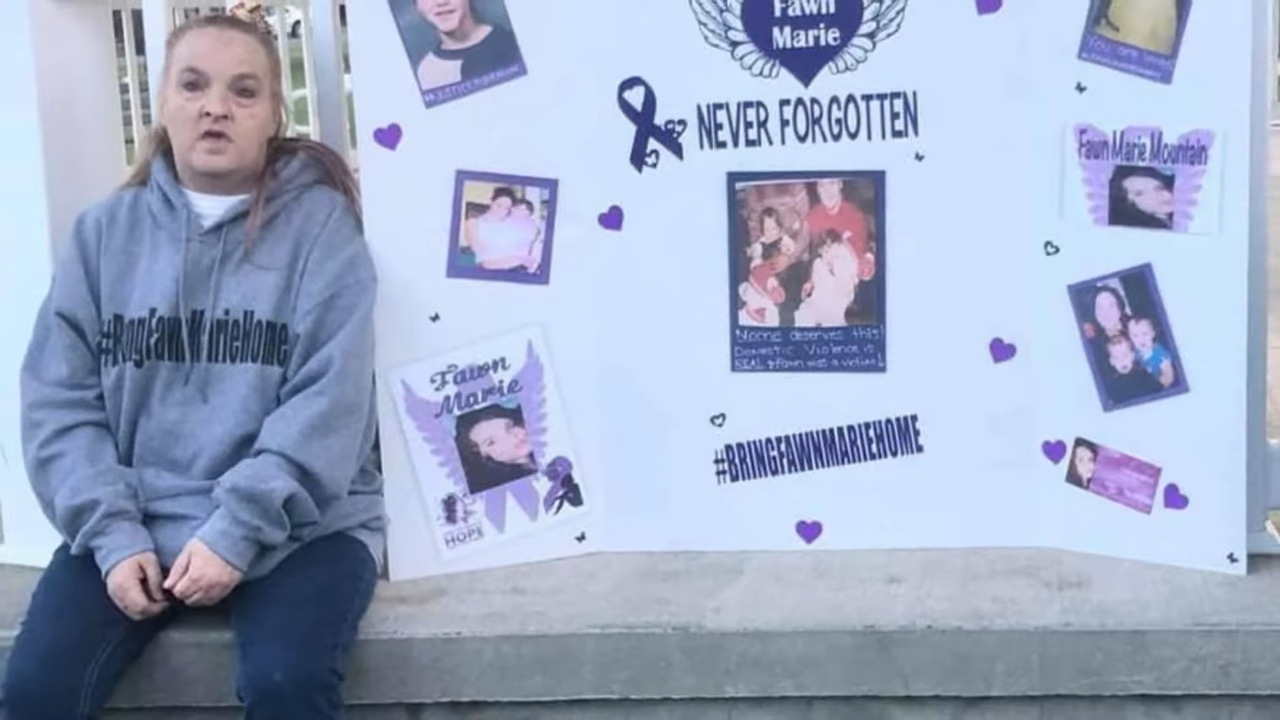 Fawn
Marie
NEVER FORGOTTEN
You are loved
Fawn Marie Mountain
#BringFawnMarieHome
Noone deserves this!
Domestic Violence is
REAL & Fawn was a victim!
Fawn
Marie
HOPE
#BRINGFAWNMARIEHOME